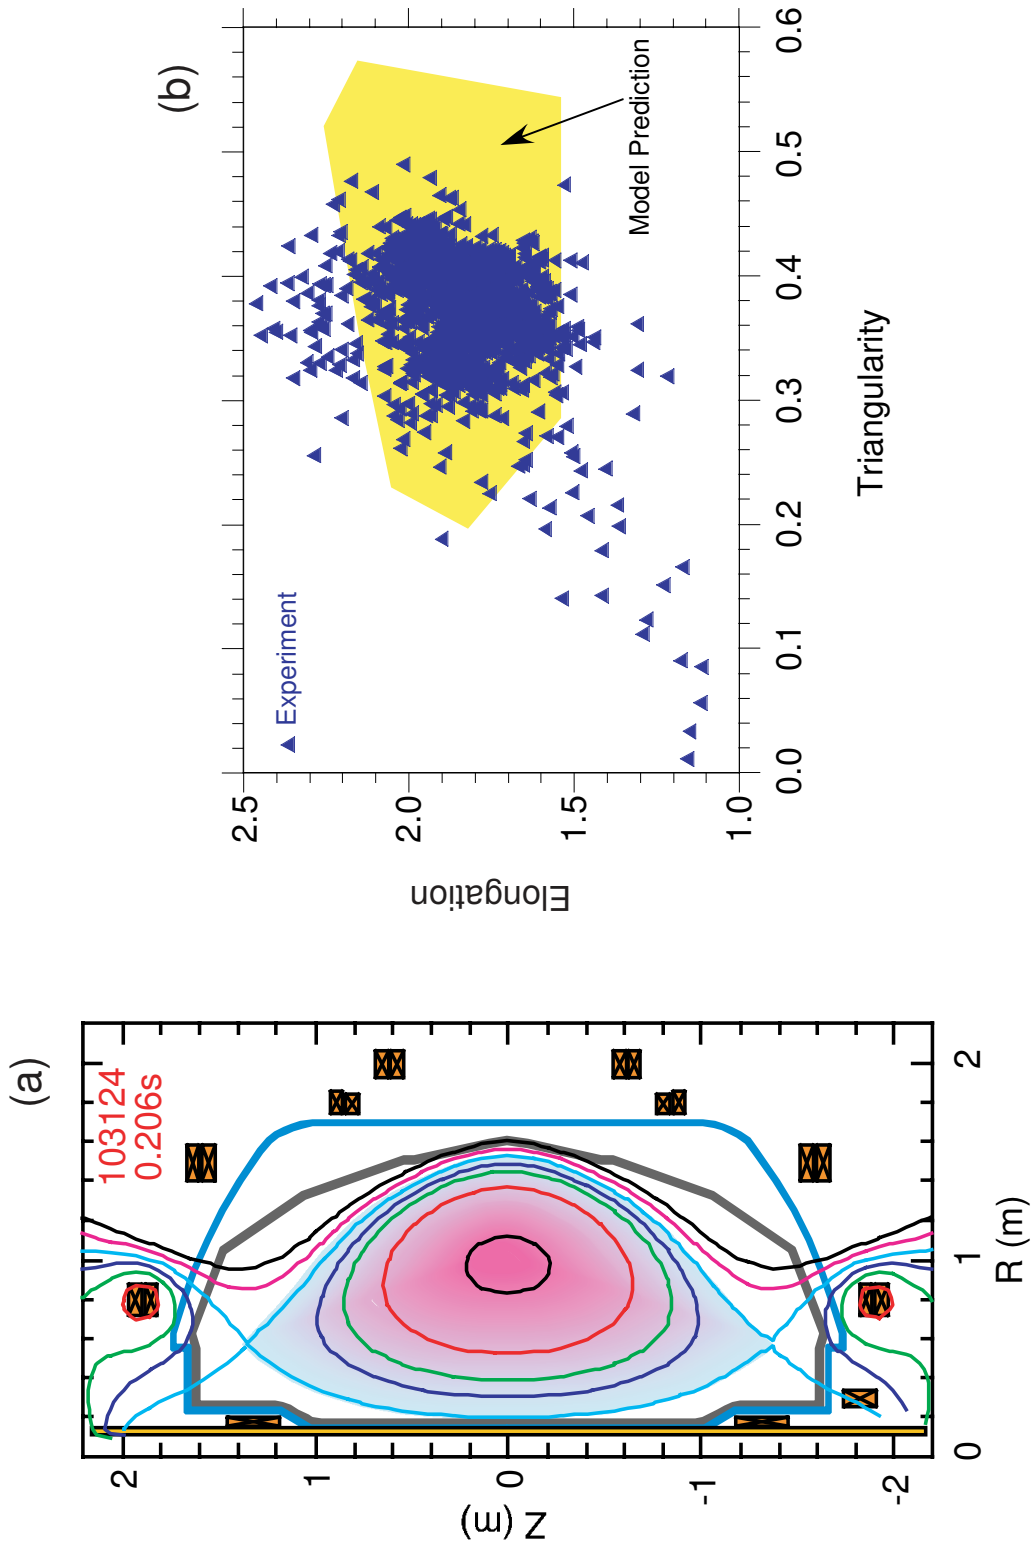 (a)
103124
0.206s
2
1
0
-1
-2
Z (m)
0
1
2
R (m)
(b)
Experiment
Model Prediction
2.5
2.0
1.5
1.0
Elongation
0.0
0.1
0.2
0.3
0.4
0.5
0.6
Triangularity